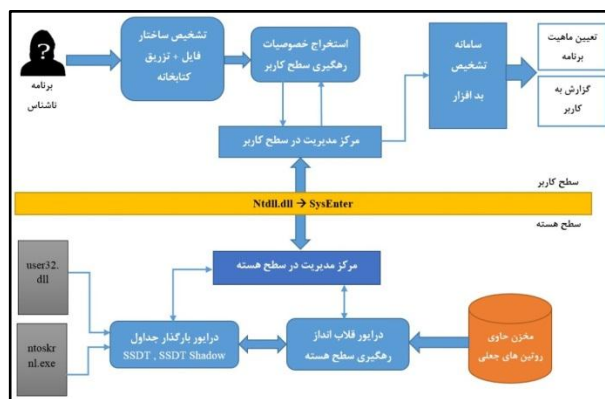 برنامه
ناشناس
تشخیص ساختار
فایل + تزریق
کتابخانه
استخراج خصوصیات
رهگیری سطح کاربر
سامانه
تشخیص
بد افزار
تعیین ماهیت
برنامه
گزارش به
کاربر
مرکز مدیریت در سطح کاربر
سطح کاربر
Ntdll.dll → SysEnter
سطح هسته
مرکز مدیریت در سطح هسته
user32.
dll
ntoskr
nl.exe
درایور بارگذار جداول
SSDT , SSDT Shadow
درایور قلاب انداز
رهگیری سطح هسته
مخزن حاوی
روتین های جعلی